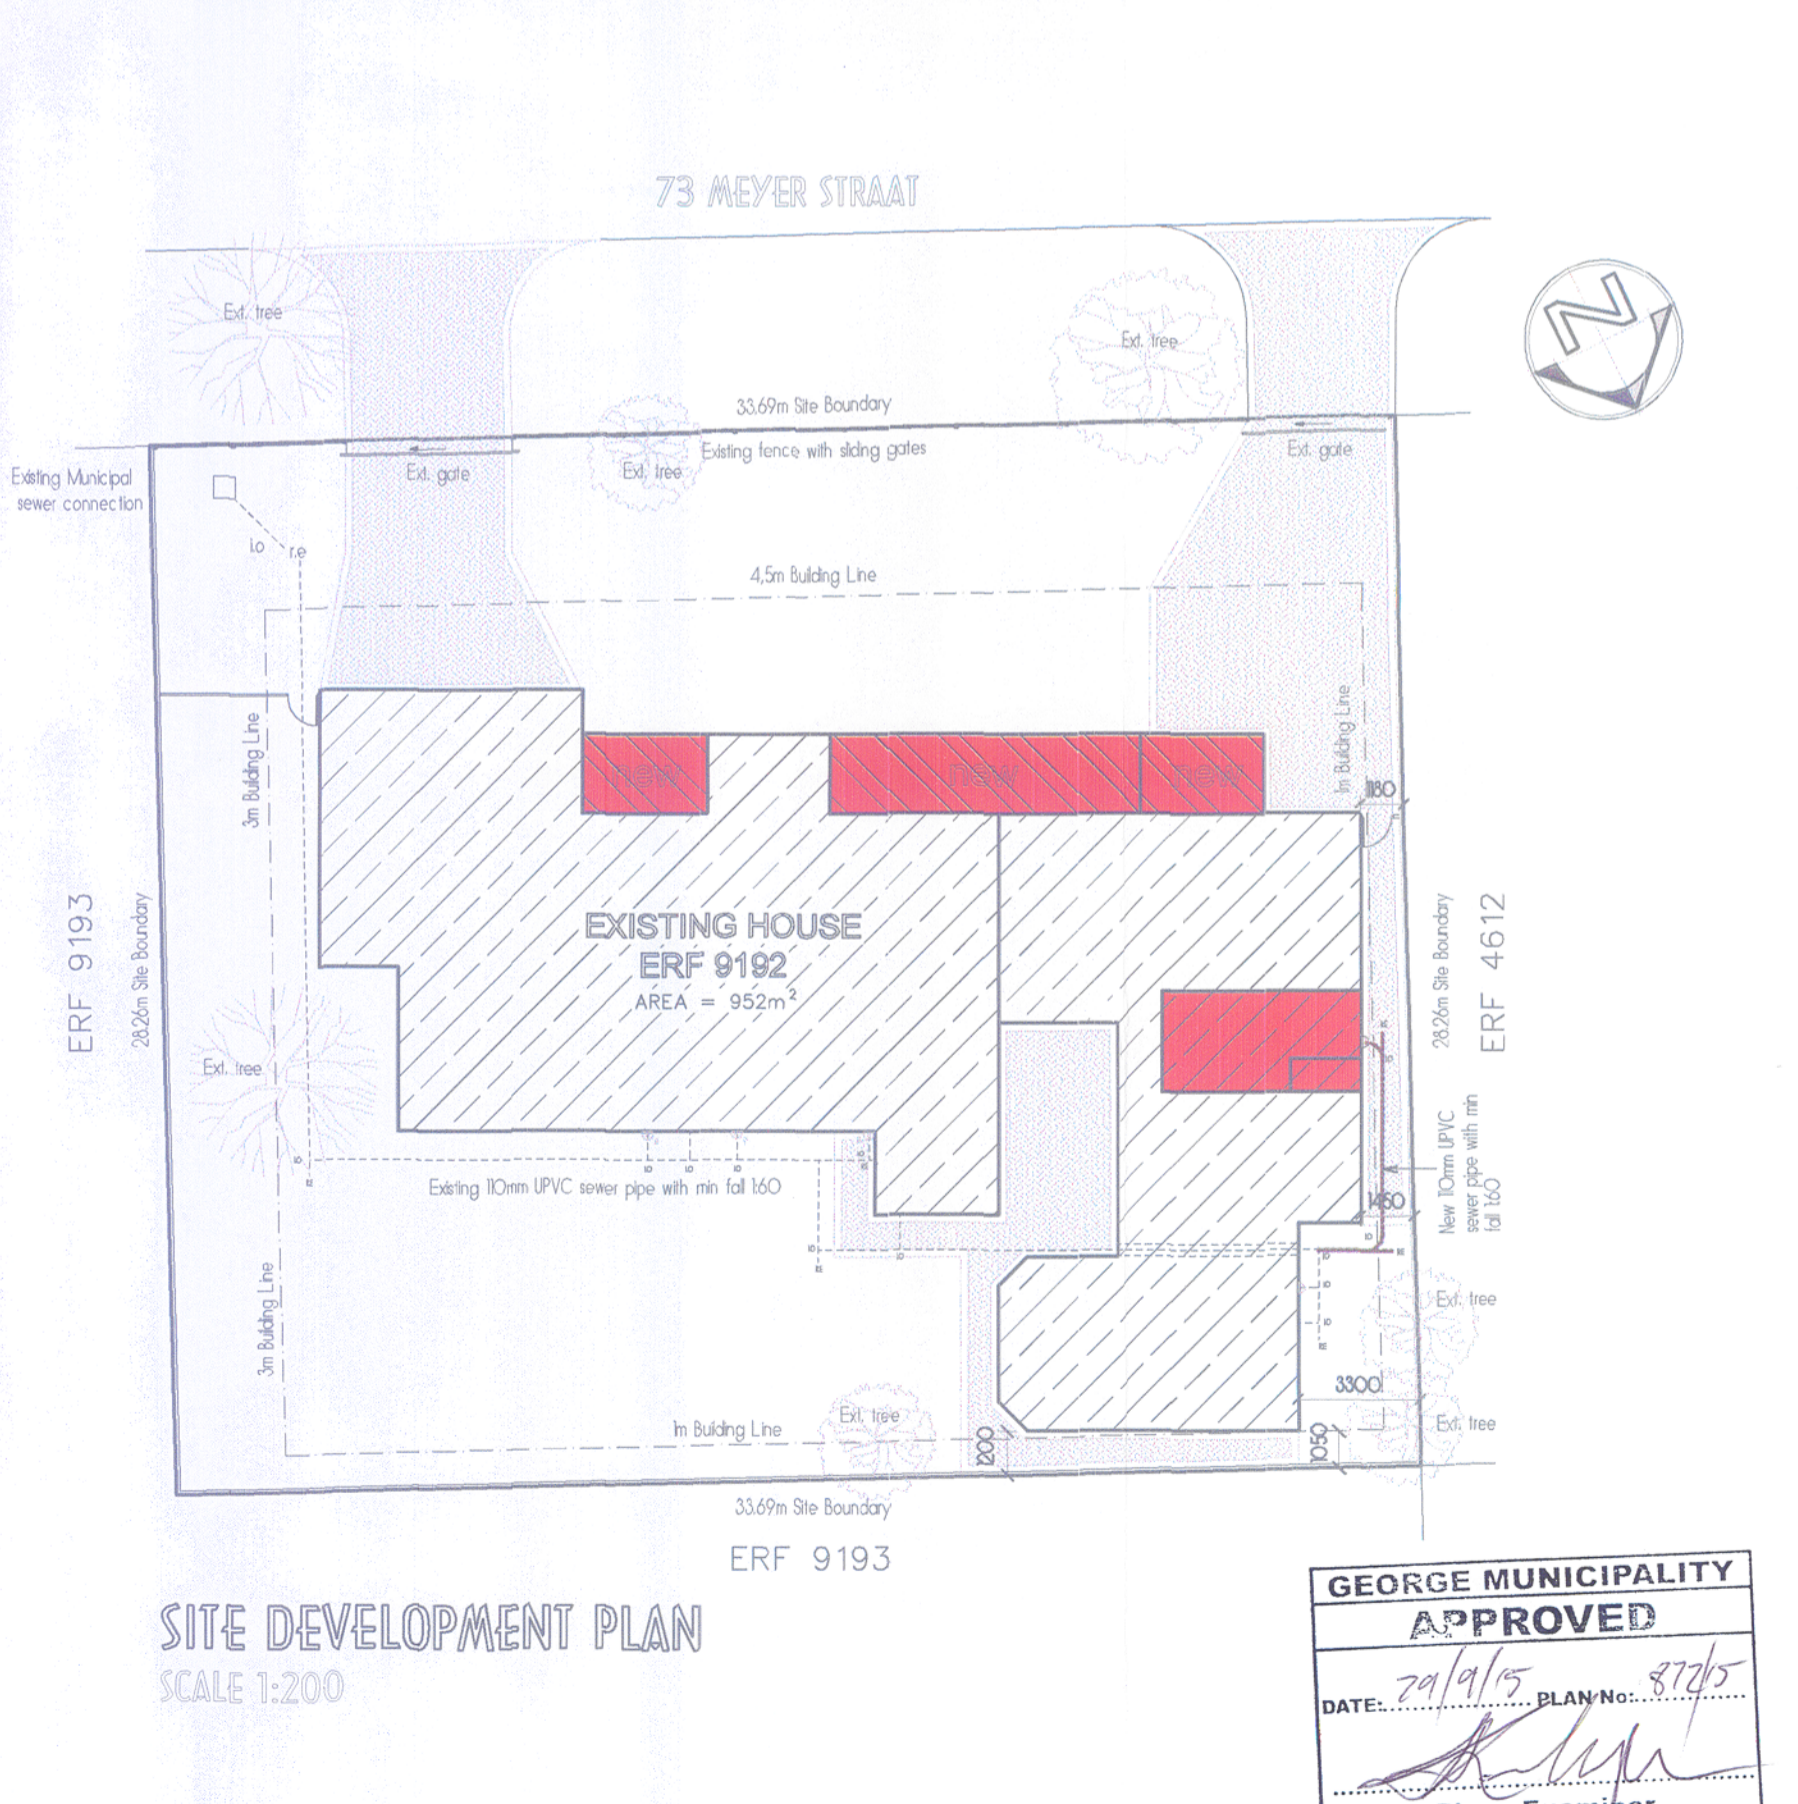 73 MEYER STRAAT
Ext. tree
Ext. tree
N
33.69m Site Boundary
Existing fence with sliding gates
Ext. gate
Ext. tree
Ext. gate
Existing Municipal
sewer connection
i.o
r.e
4,5m Building Line
3m Building Line
1m Building Line
new
new
new
1180
ERF 9193
28.26m Site Boundary
EXISTING HOUSE
ERF 9192
AREA = 952m²
28.26m Site Boundary
ERF 4612
Ext. tree
Existing 110mm UPVC sewer pipe with min fall 1:60
New 110mm UPVC
sewer pipe with min
fall 1:60
1460
3m Building Line
Ext. tree
3300
Ext. tree
Ext. tree
1m Building Line
1200
1050
33.69m Site Boundary
ERF 9193
SITE DEVELOPMENT PLAN
SCALE 1:200
GEORGE MUNICIPALITY
APPROVED
DATE: 29/9/15 PLAN No: 872/15